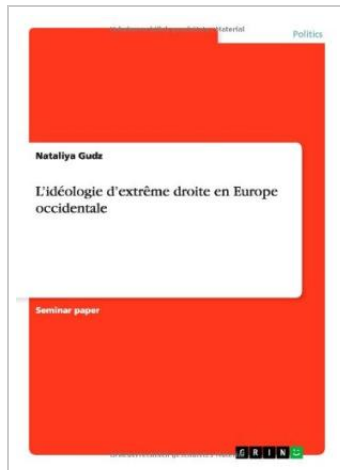 Politics
Nataliya Gudz
L'idéologie d'extrême droite en Europe
occidentale
Seminar paper
GRIN